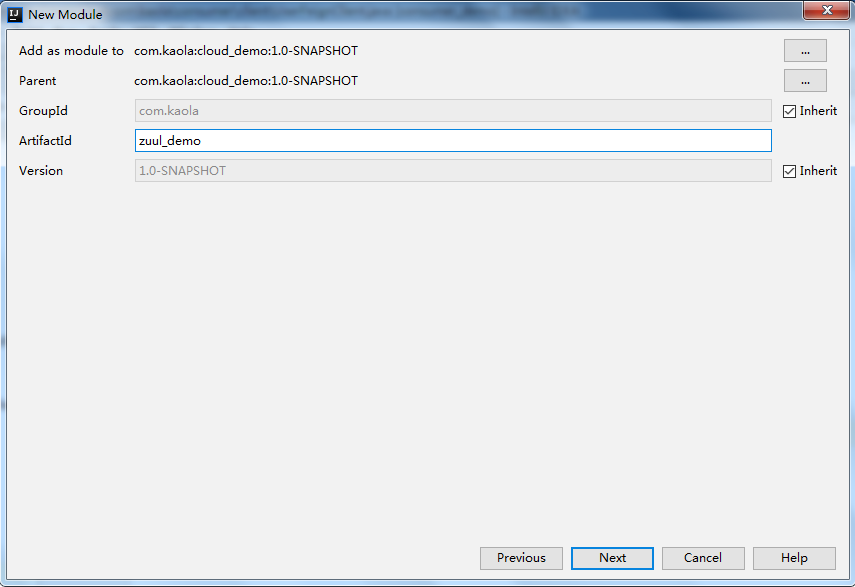 New Module
Add as module to com.kaola:cloud_demo:1.0-SNAPSHOT ...
Parent com.kaola:cloud_demo:1.0-SNAPSHOT ...
GroupId com.kaola Inherit
ArtifactId zuul_demo
Version 1.0-SNAPSHOT Inherit
Previous Next Cancel Help